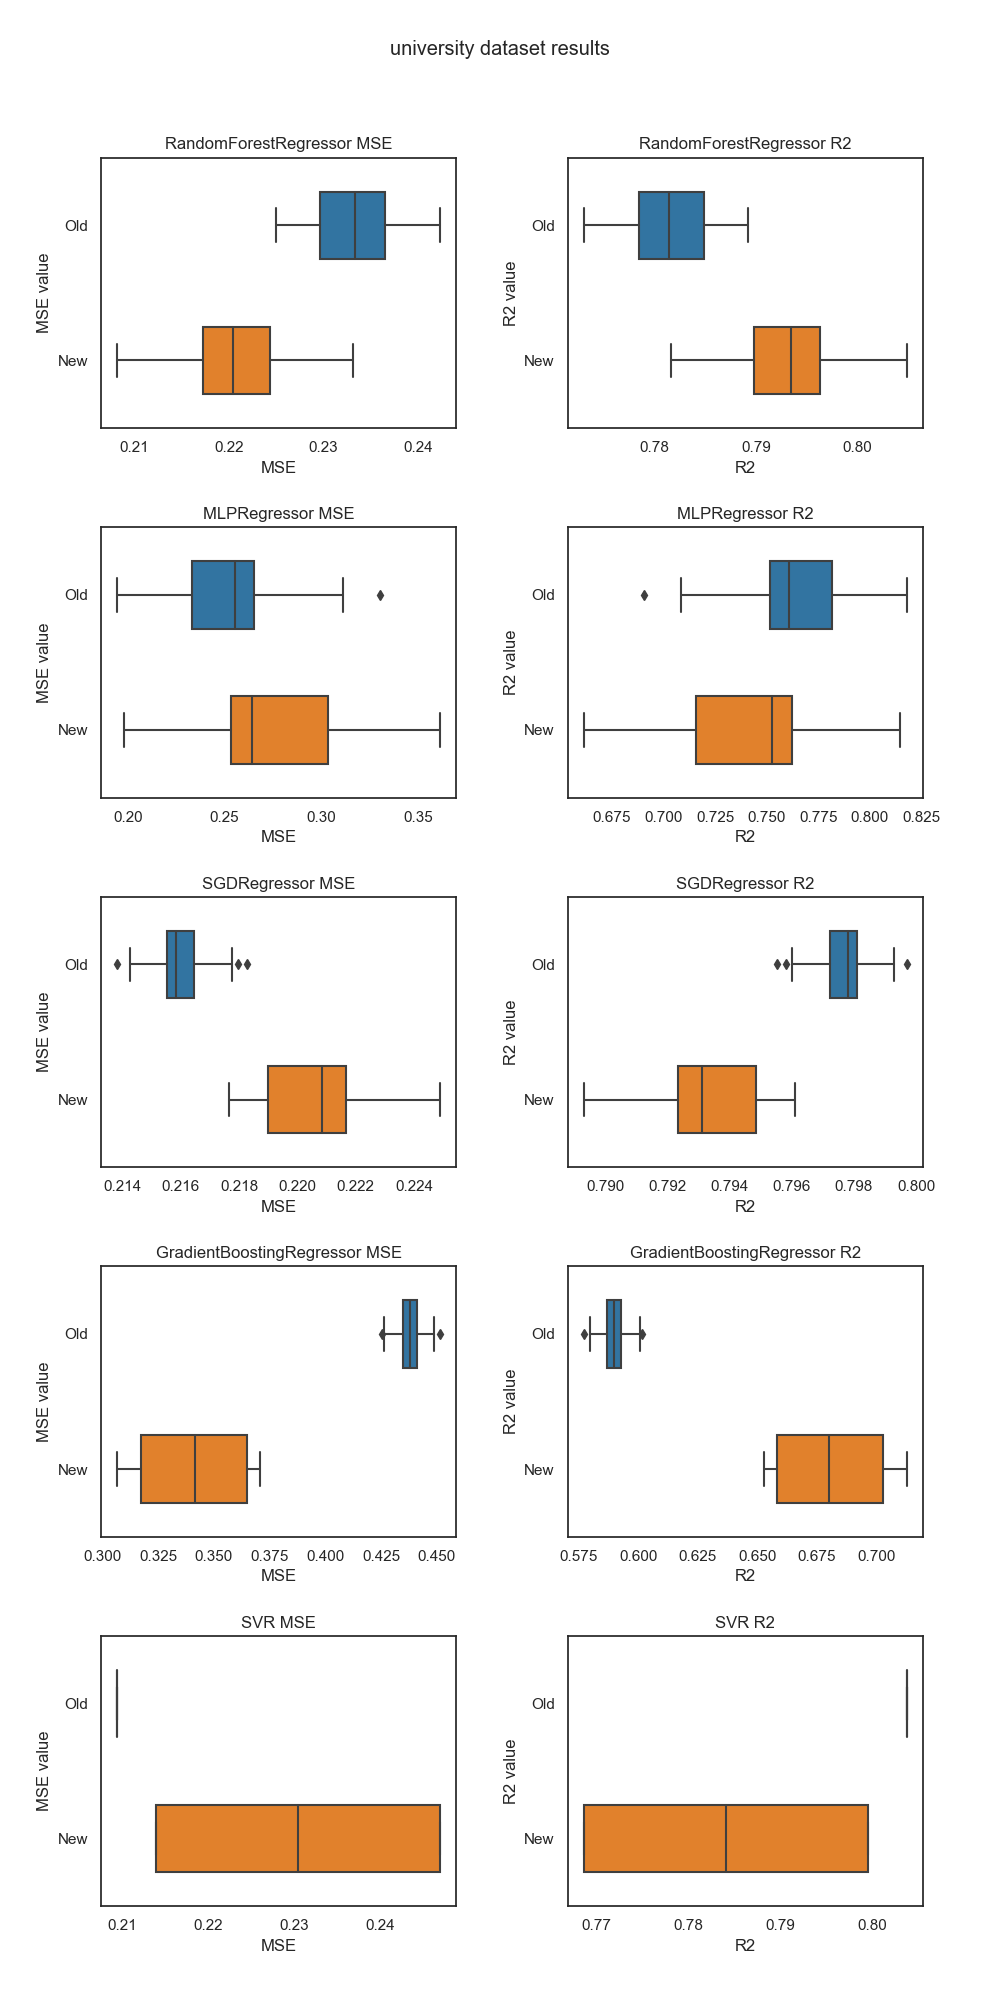 university dataset results
RandomForestRegressor MSE
MSE value
Old
New
0.21 0.22 0.23 0.24
MSE
RandomForestRegressor R2
R2 value
Old
New
0.78 0.79 0.80
R2
MLPRegressor MSE
MSE value
Old
New
0.20 0.25 0.30 0.35
MSE
MLPRegressor R2
R2 value
Old
New
0.675 0.700 0.725 0.750 0.775 0.800 0.825
R2
SGDRegressor MSE
MSE value
Old
New
0.214 0.216 0.218 0.220 0.222 0.224
MSE
SGDRegressor R2
R2 value
Old
New
0.790 0.792 0.794 0.796 0.798 0.800
R2
GradientBoostingRegressor MSE
MSE value
Old
New
0.300 0.325 0.350 0.375 0.400 0.425 0.450
MSE
GradientBoostingRegressor R2
R2 value
Old
New
0.575 0.600 0.625 0.650 0.675 0.700
R2
SVR MSE
MSE value
Old
New
0.21 0.22 0.23 0.24
MSE
SVR R2
R2 value
Old
New
0.77 0.78 0.79 0.80
R2